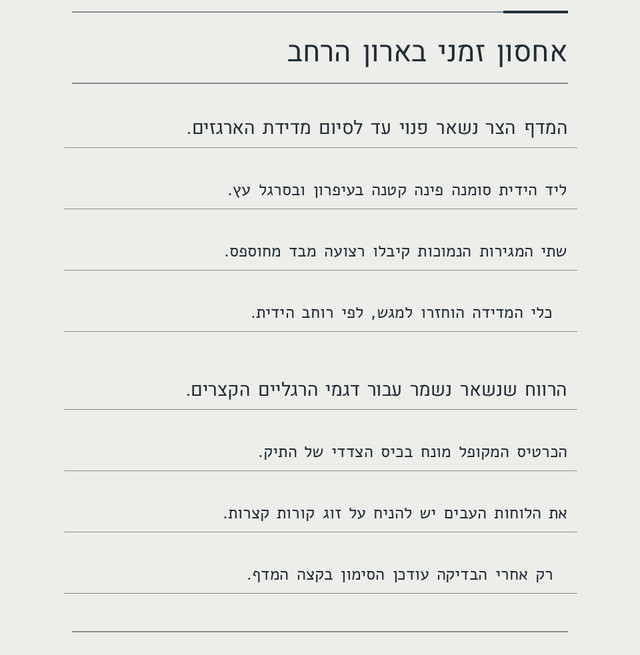 אחסון זמני בארון הרחב
המדף הצר נשאר פנוי עד לסיום מדידת הארגזים.
ליד הידית סומנה פינה קטנה בעיפרון ובסרגל עץ.
שתי המגירות הנמוכות קיבלו רצועה מבד מחוספס.
כלי המדידה הוחזרו למגש, לפי רוחב הידית.
הרווח שנשאר נשמר עבור דגמי הרגליים הקצרים.
הכרטיס המקופל מונח בכיס הצדדי של התיק.
את הלוחות העבים יש להניח על זוג קורות קצרות.
רק אחרי הבדיקה עודכן הסימון בקצה המדף.